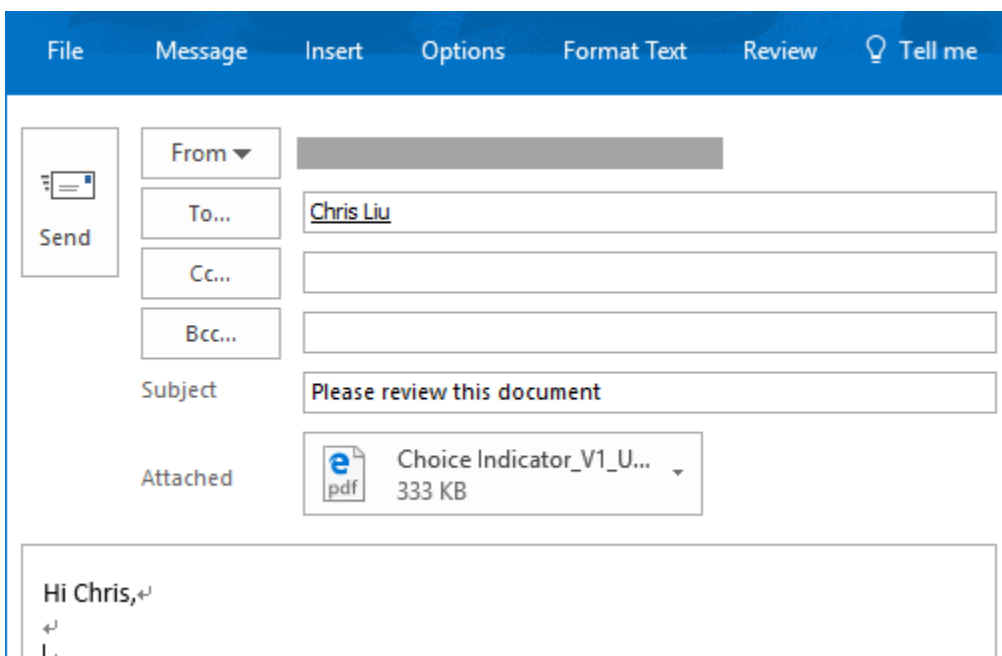 File Message Insert Options Format Text Review Tell me
From
To... Chris Liu
Send
Cc...
Bcc...
Subject Please review this document
Attached
Choice Indicator_V1_U...
pdf
333 KB
Hi Chris,